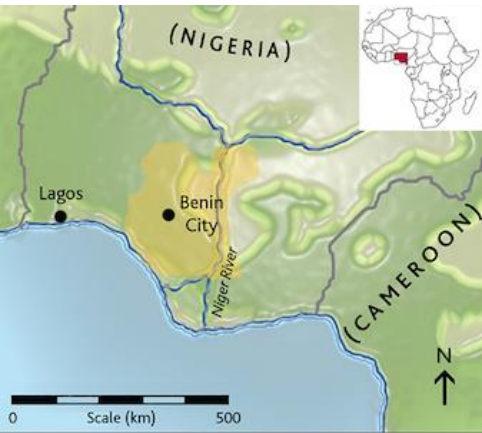 (NIGERIA)
Lagos
Benin
City
Niger River
(CAMEROON)
N
0 Scale (km) 500